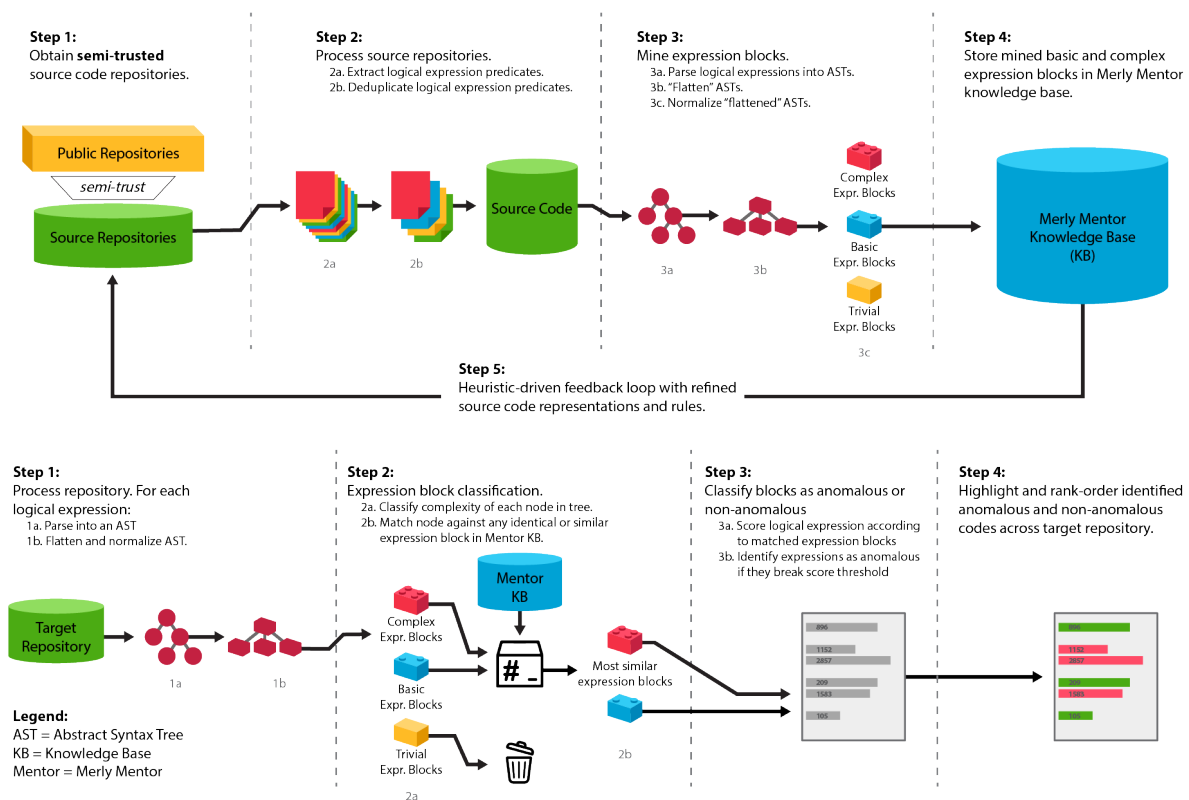 Step 1:
Obtain semi-trusted
source code repositories.
Public Repositories
semi-trust
Source Repositories
Step 2:
Process source repositories.
2a. Extract logical expression predicates.
2b. Deduplicate logical expression predicates.
2a
2b
Source Code
Step 3:
Mine expression blocks.
3a. Parse logical expressions into ASTs.
3b. “Flatten” ASTs.
3c. Normalize “flattened” ASTs.
3a
3b
Complex
Expr. Blocks
Basic
Expr. Blocks
Trivial
Expr. Blocks
3c
Step 4:
Store mined basic and complex
expression blocks in Merly Mentor
knowledge base.
Merly Mentor
Knowledge Base
(KB)
Step 5:
Heuristic-driven feedback loop with refined
source code representations and rules.
Step 1:
Process repository. For each
logical expression:
1a. Parse into an AST
1b. Flatten and normalize AST.
Target
Repository
1a
1b
Legend:
AST = Abstract Syntax Tree
KB = Knowledge Base
Mentor = Merly Mentor
Step 2:
Expression block classification.
2a. Classify complexity of each node in tree.
2b. Match node against any identical or similar
expression block in Mentor KB.
Mentor
KB
Complex
Expr. Blocks
Basic
Expr. Blocks
Trivial
Expr. Blocks
2a
# _
Most similar
expression blocks
2b
Step 3:
Classify blocks as anomalous or
non-anomalous
3a. Score logical expression according
to matched expression blocks
3b. Identify expressions as anomalous
if they break score threshold
896
1152
2857
209
1583
105
Step 4:
Highlight and rank-order identified
anomalous and non-anomalous
codes across target repository.
896
1152
2857
209
1583
105